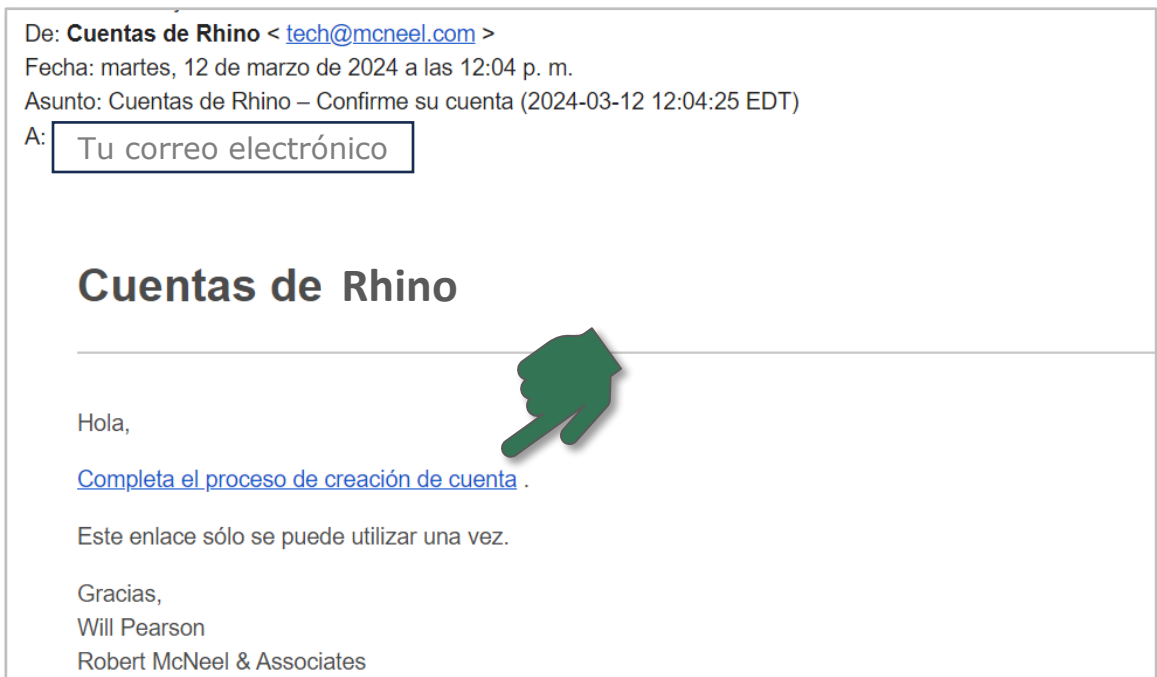 De: Cuentas de Rhino < tech@mcneel.com >
Fecha: martes, 12 de marzo de 2024 a las 12:04 p. m.
Asunto: Cuentas de Rhino – Confirme su cuenta (2024-03-12 12:04:25 EDT)
A: Tu correo electrónico
Cuentas de Rhino
Hola,
Completa el proceso de creación de cuenta .
Este enlace sólo se puede utilizar una vez.
Gracias,
Will Pearson
Robert McNeel & Associates